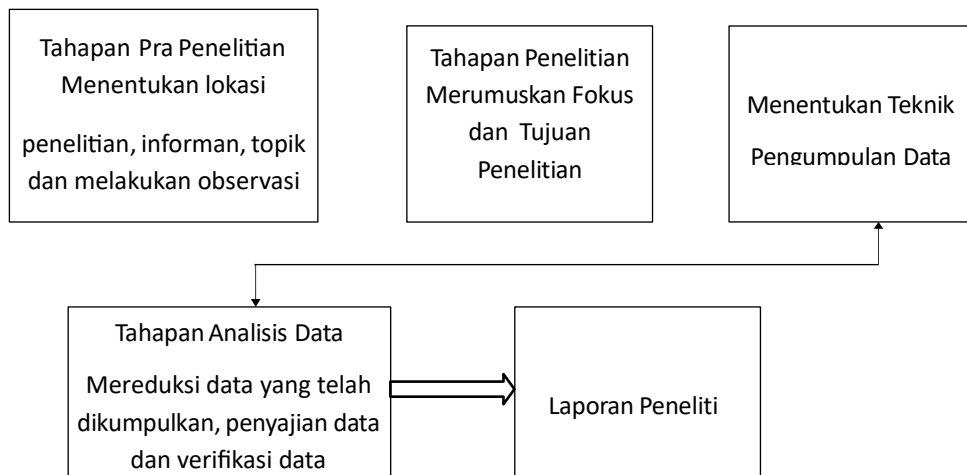 Tahapan Pra Penelitian
Menentukan lokasi
penelitian, informan, topik
dan melakukan observasi
Tahapan Penelitian
Merumuskan Fokus
dan Tujuan
Penelitian
Menentukan Teknik
Pengumpulan Data
Tahapan Analisis Data
Mereduksi data yang telah
dikumpulkan, penyajian data
dan verifikasi data
Laporan Peneliti